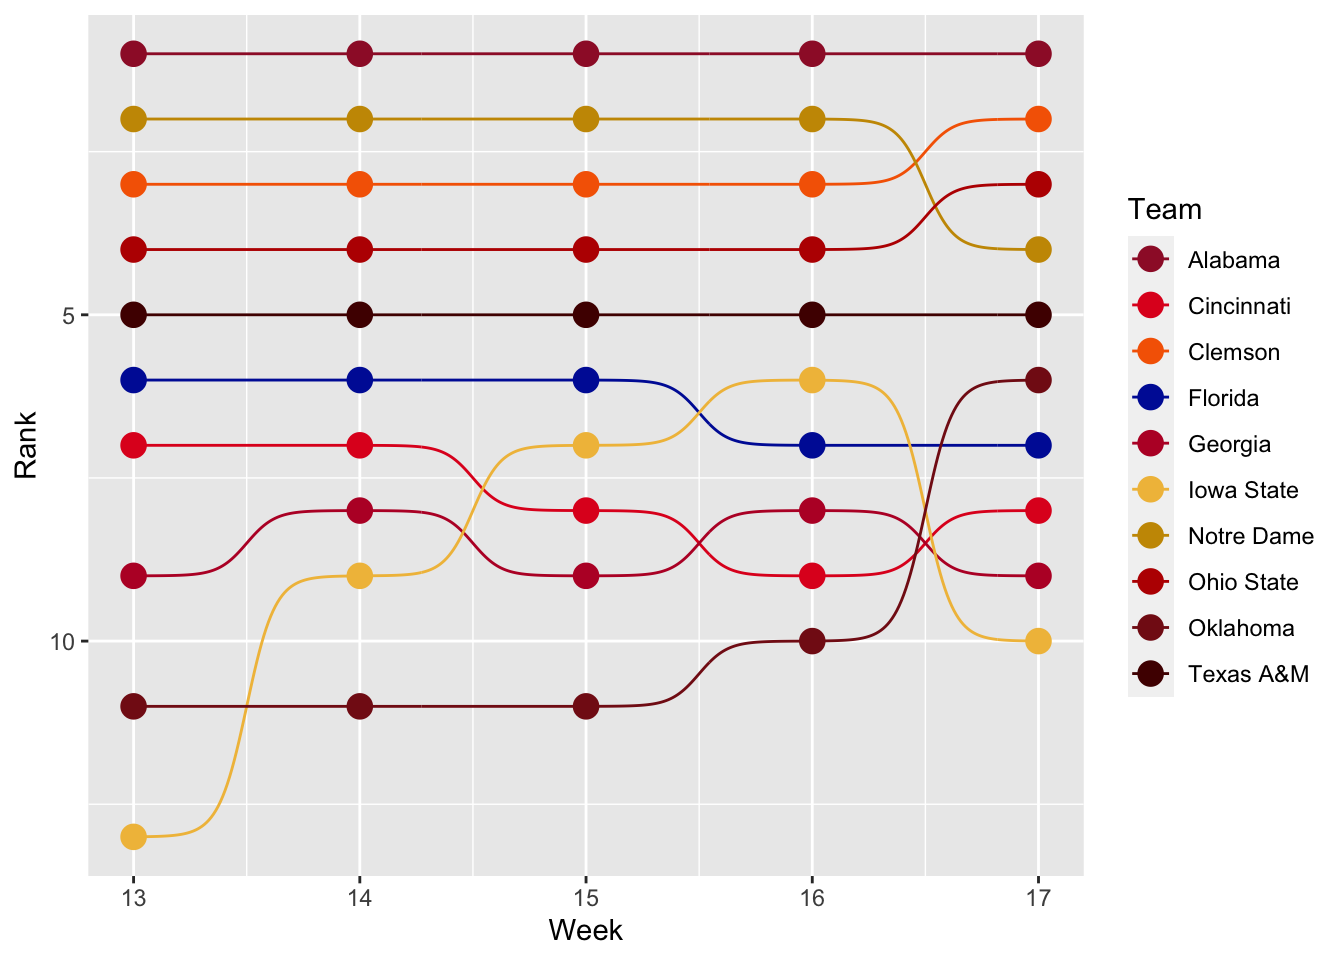 Rank
5
10
13 14 15 16 17
Week
Team
Alabama
Cincinnati
Clemson
Florida
Georgia
Iowa State
Notre Dame
Ohio State
Oklahoma
Texas A&M